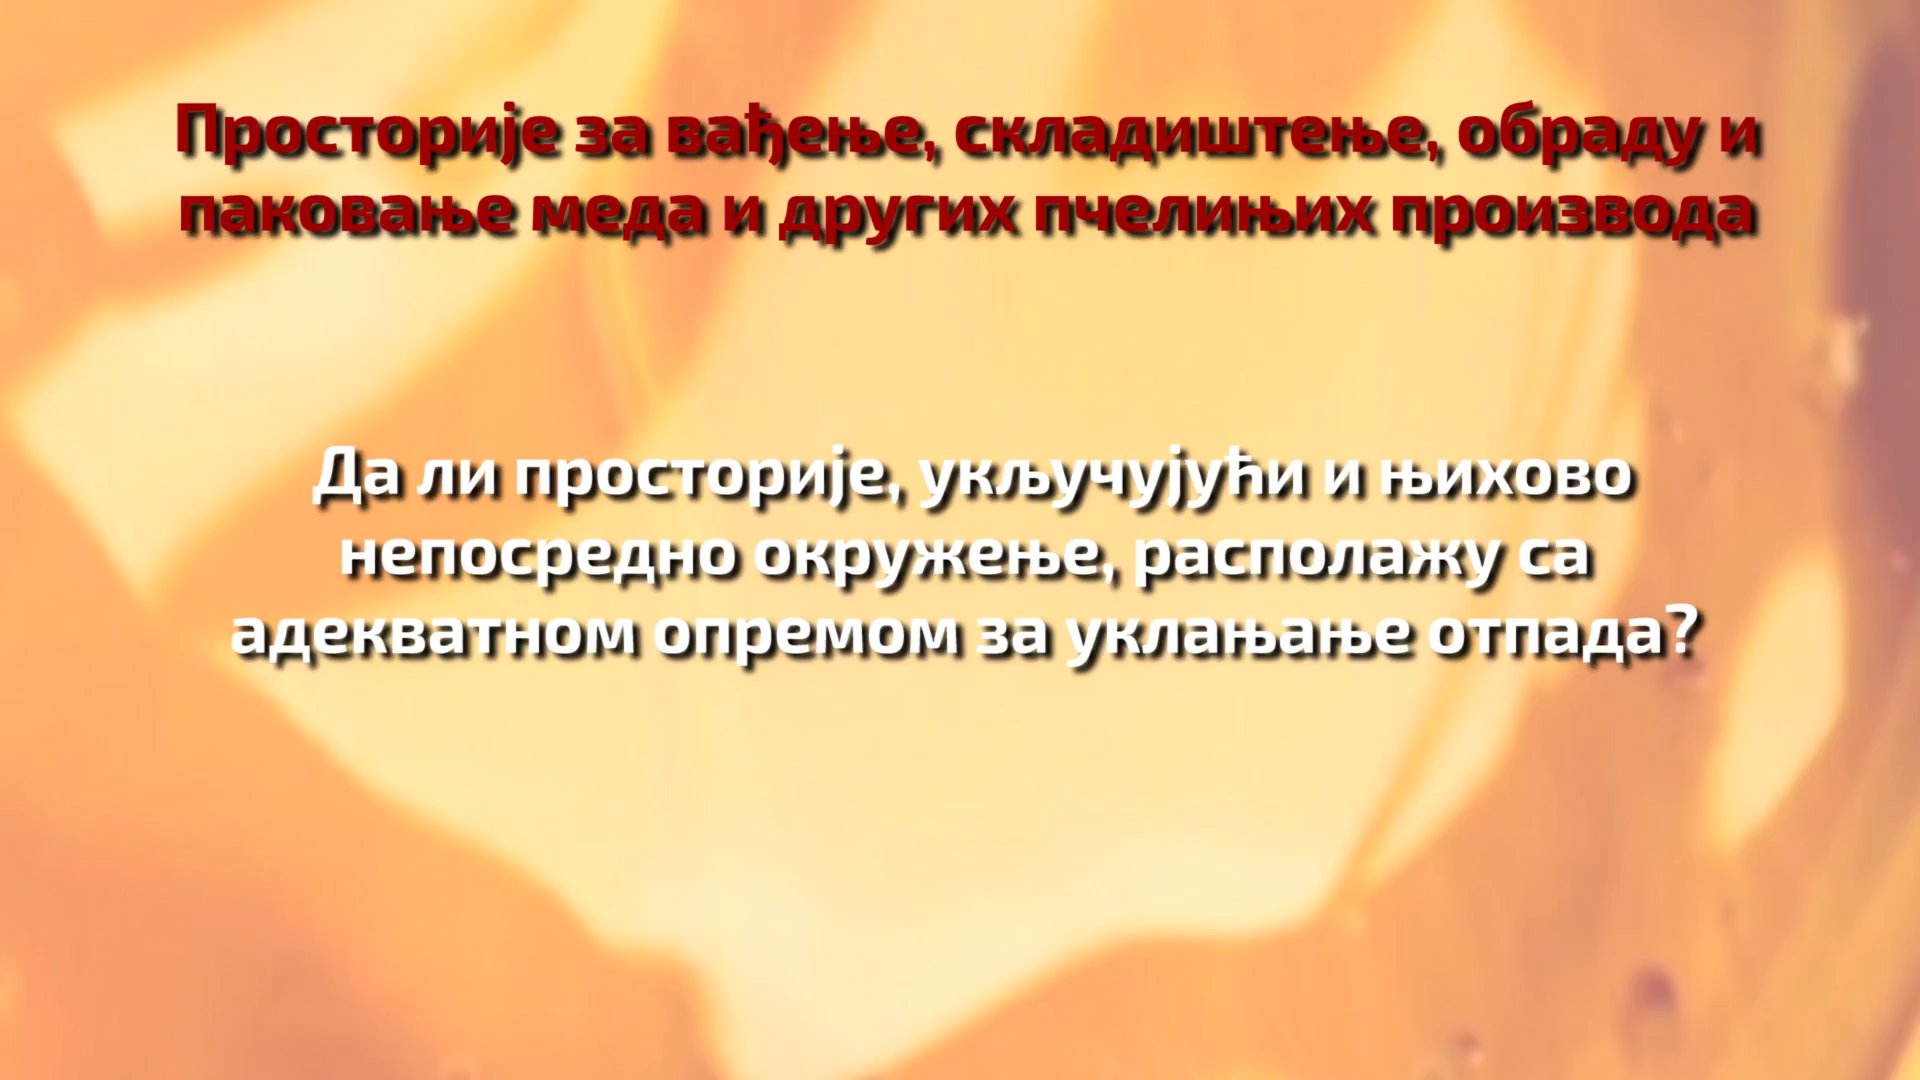 Просторије за вађење, складиштење, обраду и
паковање меда и других пчелињих производа
Да ли просторије, укључујући и њихово
непосредно окружење, располажу са
адекватном опремом за уклањање отпада?